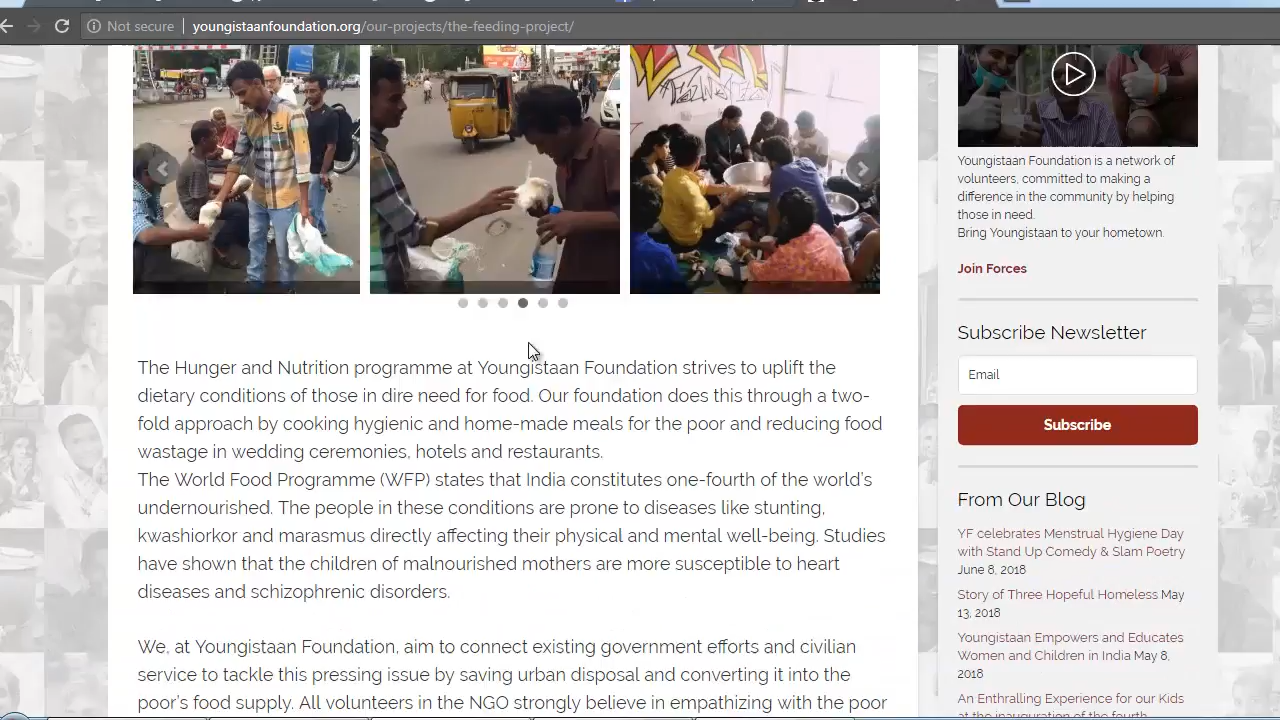 Not secure youngistaanfoundation.org/our-projects/the-feeding-project/
The Hunger and Nutrition programme at Youngistaan Foundation strives to uplift the
dietary conditions of those in dire need for food. Our foundation does this through a two-
fold approach by cooking hygienic and home-made meals for the poor and reducing food
wastage in wedding ceremonies, hotels and restaurants.
The World Food Programme (WFP) states that India constitutes one-fourth of the world's
undernourished. The people in these conditions are prone to diseases like stunting,
kwashiorkor and marasmus directly affecting their physical and mental well-being. Studies
have shown that the children of malnourished mothers are more susceptible to heart
diseases and schizophrenic disorders.
We, at Youngistaan Foundation, aim to connect existing government efforts and civilian
service to tackle this pressing issue by saving urban disposal and converting it into the
poor's food supply. All volunteers in the NGO strongly believe in empathizing with the poor
Youngistaan Foundation is a network of
volunteers, committed to making a
difference in the community by helping
those in need.
Bring Youngistaan to your hometown.
Join Forces
Subscribe Newsletter
Email
Subscribe
From Our Blog
YF celebrates Menstrual Hygiene Day
with Stand Up Comedy & Slam Poetry
June 8, 2018
Story of Three Hopeful Homeless May
13, 2018
Youngistaan Empowers and Educates
Women and Children in India May 8,
2018
An Enthralling Experience for our Kids
at the inauguration of the fourth